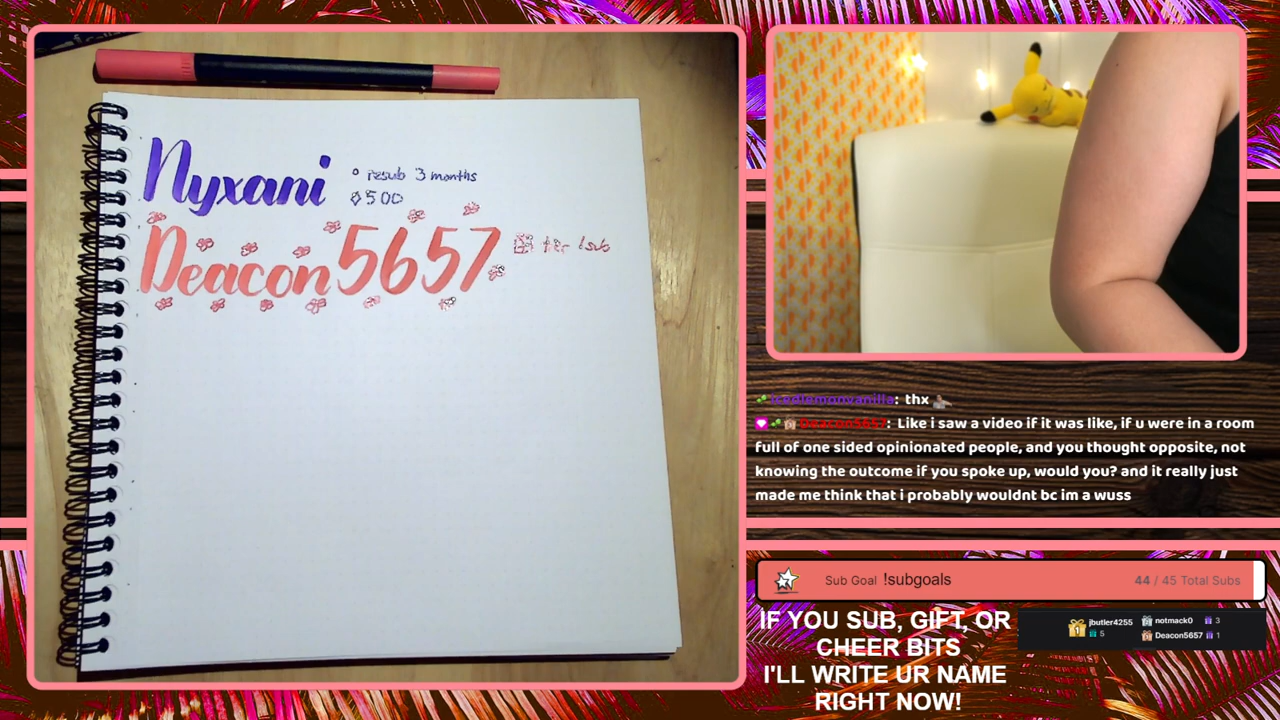 Nyxani
resub 3 months
◊500
Deacon5657
tier 1 sub
icedlemonvanilla: thx
Deacon5657: Like i saw a video if it was like, if u were in a room
full of one sided opinionated people, and you thought opposite, not
knowing the outcome if you spoke up, would you? and it really just
made me think that i probably wouldnt bc im a wuss
Sub Goal !subgoals
44 / 45 Total Subs
IF YOU SUB, GIFT, OR
CHEER BITS
I'LL WRITE UR NAME
RIGHT NOW!
1 jbutler4255
5
notmack0 3
Deacon5657 1